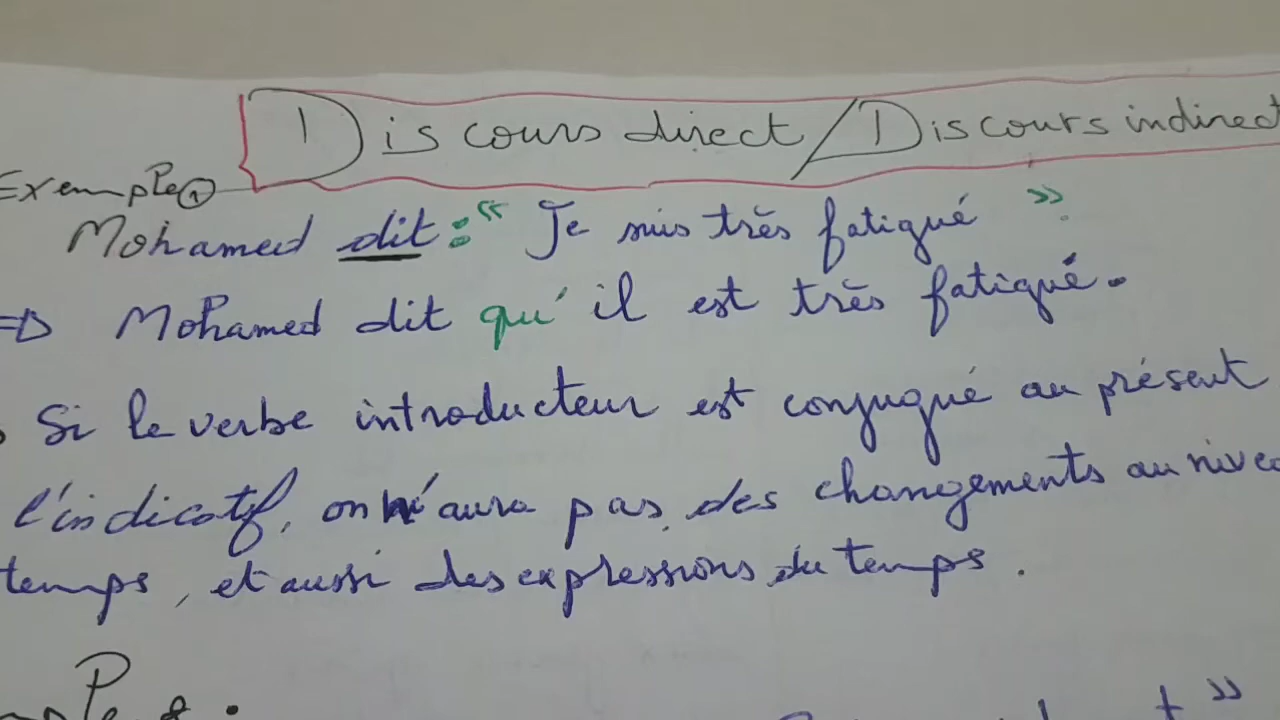 Discours direct / Discours indirect
Exemple ①
Mohamed dit : « Je suis très fatigué »
⇒ Mohamed dit qu'il est très fatigué.
Si le verbe introducteur est conjugué au présent
l'indicatif, on n'aura pas des changements au nivea
temps, et aussi des expressions du temps.
»